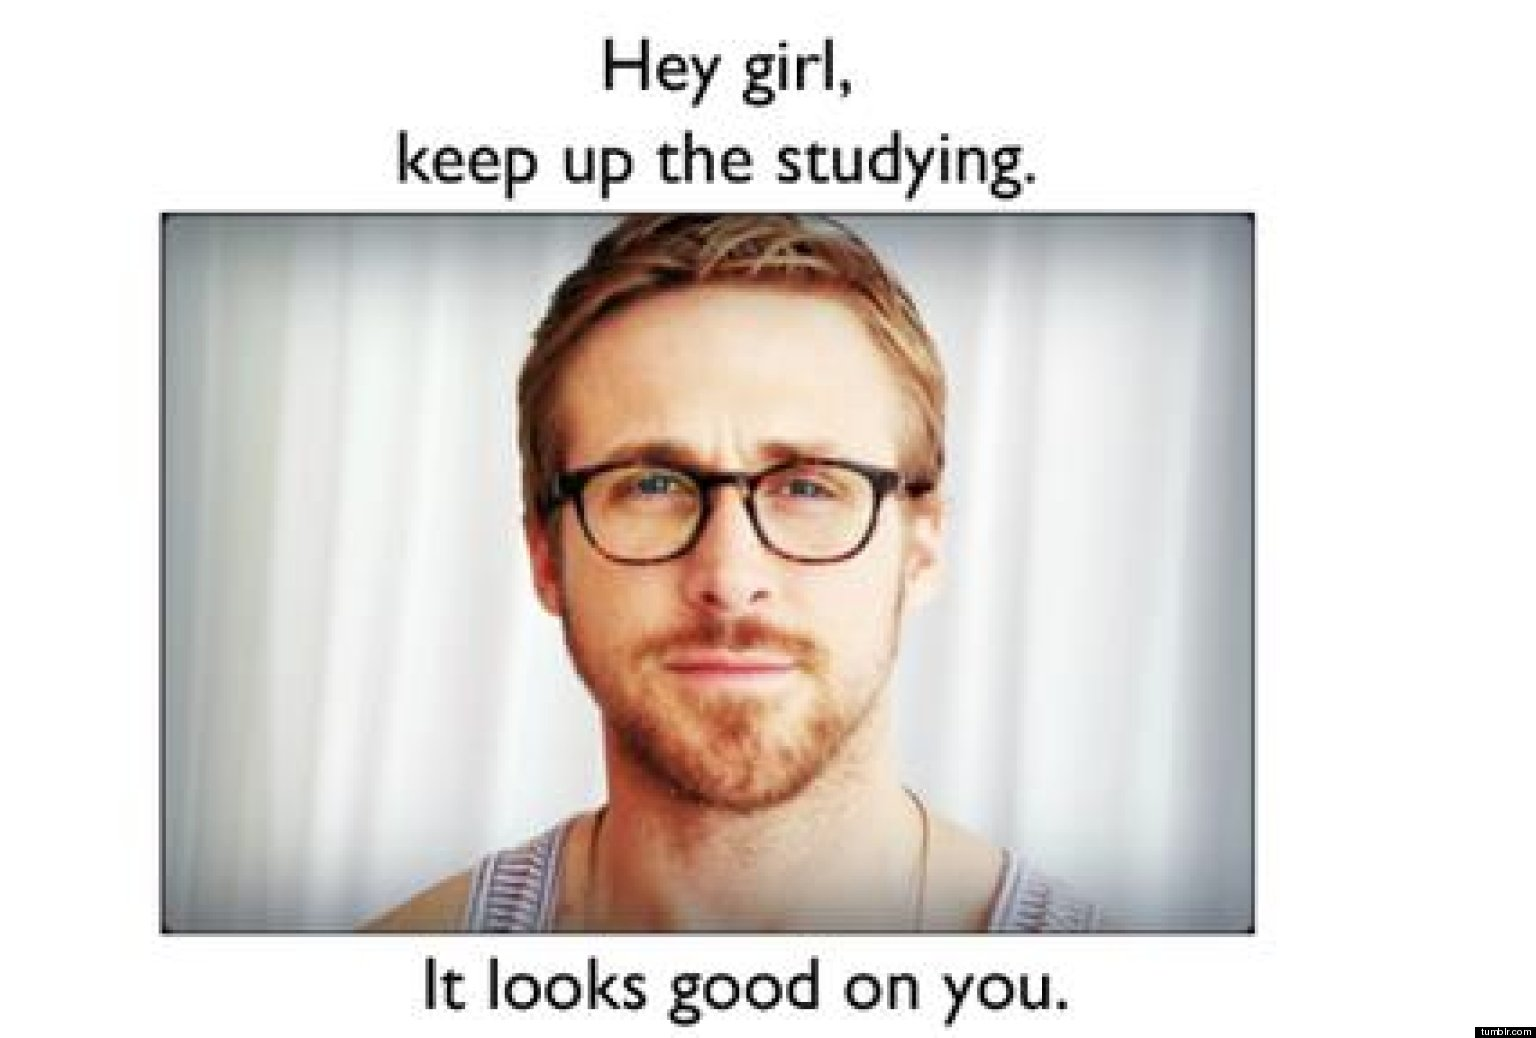 Hey girl,
keep up the studying.
It looks good on you.
tumblr.com